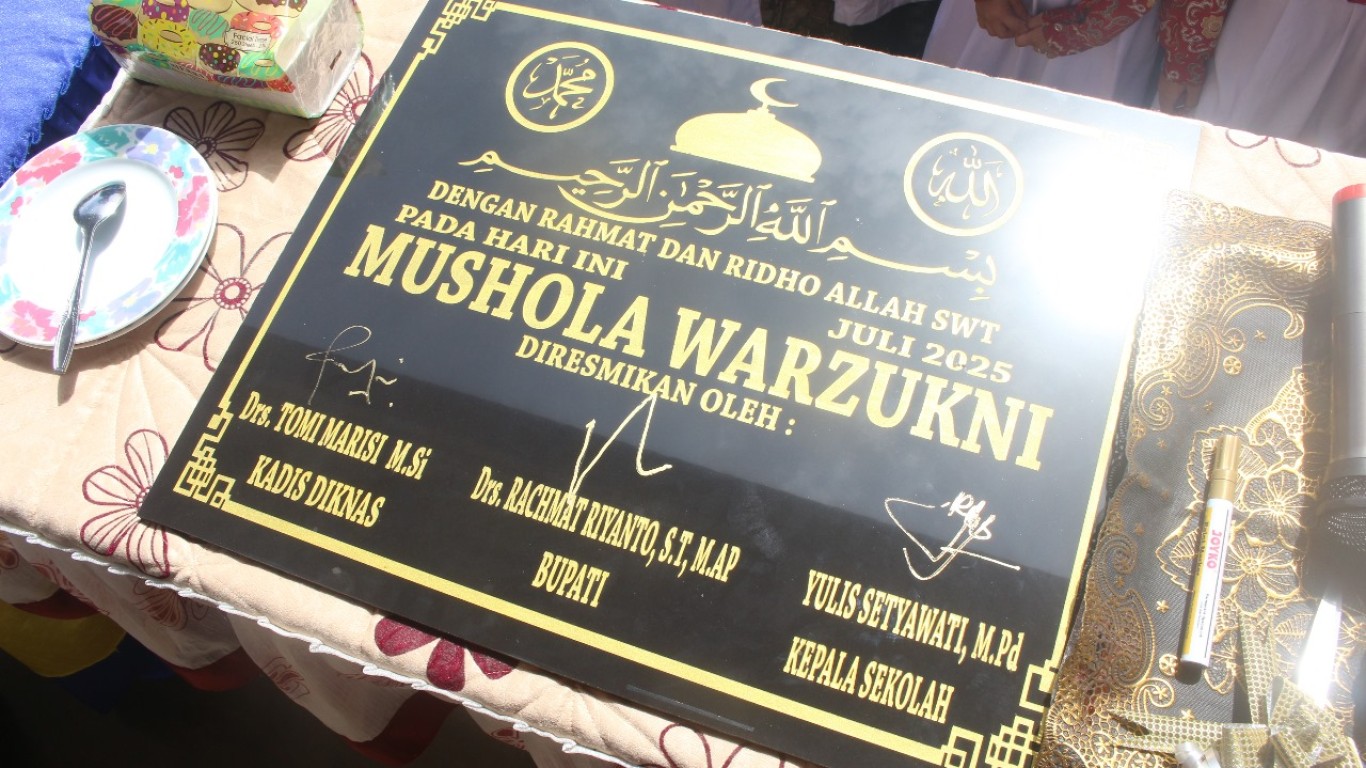 محمد
الله
بسم الله الرحمن الرحيم
DENGAN RAHMAT DAN RIDHO ALLAH SWT
PADA HARI INI JULI 2025
MUSHOLA WARZUKNI
DIRESMIKAN OLEH :
Drs. TOMI MARISI M.Si
KADIS DIKNAS
Drs. RACHMAT RIYANTO, S.T, M.AP
BUPATI
YULIS SETYAWATI, M.Pd
KEPALA SEKOLAH
JOYKO